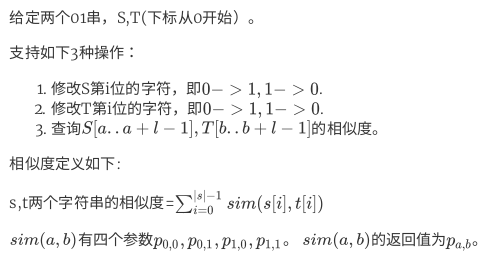 给定两个01串，S,T(下标从0开始）。
支持如下3种操作：
1. 修改S第i位的字符，即0−>1,1−>0.
2. 修改T第i位的字符，即0−>1,1−>0.
3. 查询S[a..a+l−1],T[b..b+l−1]的相似度。
相似度定义如下:
s,t两个字符串的相似度=∑_{i=0}^{|s|−1} sim(s[i],t[i])
sim(a,b)有四个参数p_{0,0},p_{0,1},p_{1,0},p_{1,1}。 sim(a,b)的返回值为p_{a,b}。